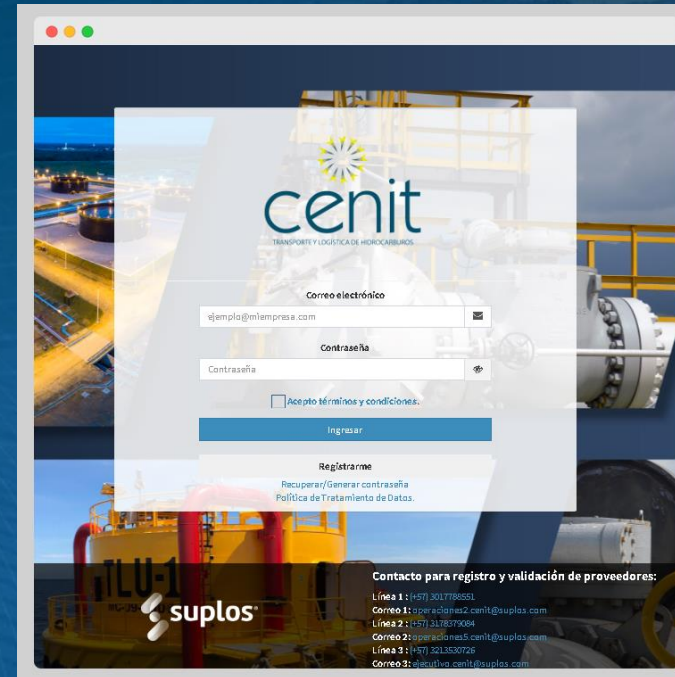 cenit
TRANSPORTE Y LOGÍSTICA DE HIDROCARBUROS
Correo electrónico
ejemplo@miempresa.com
Contraseña
Contraseña
Acepto términos y condiciones.
Ingresar
Registrarme
Recuperar/Generar contraseña
Política de Tratamiento de Datos.
TLU-1
suplos
Contacto para registro y validación de proveedores:
Línea 1 : (+57) 3017788551
Correo 1: operaciones2.cenit@suplos.com
Línea 2 : (+57) 3178379084
Correo 2: operaciones5.cenit@suplos.com
Línea 3 : (+57) 3213530726
Correo 3: ejecutivo.cenit@suplos.com